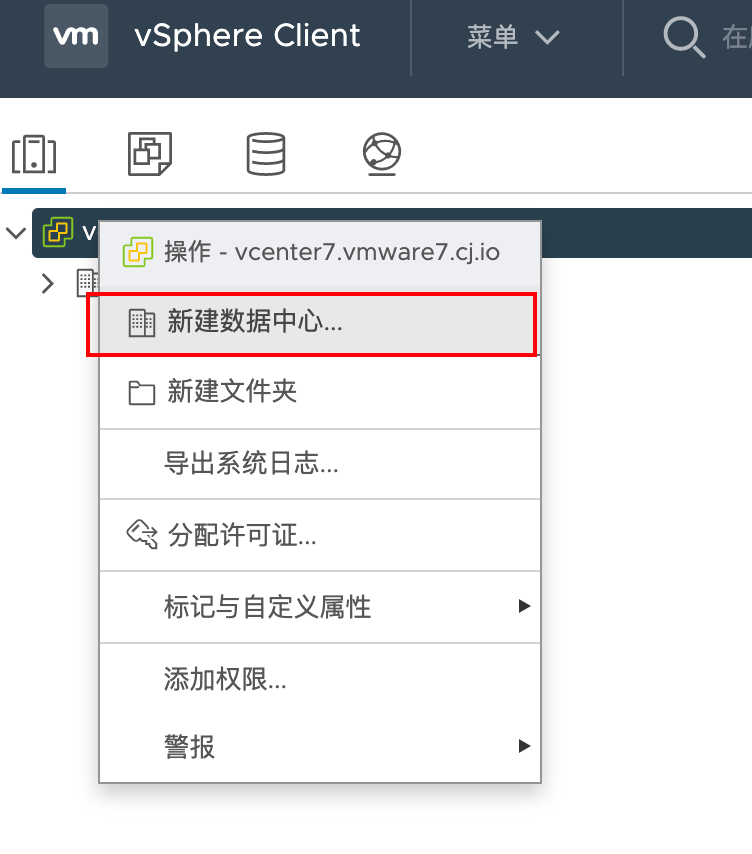 vm vSphere Client 菜单 在
v
操作 - vcenter7.vmware7.cj.io
新建数据中心...
新建文件夹
导出系统日志...
分配许可证...
标记与自定义属性
添加权限...
警报